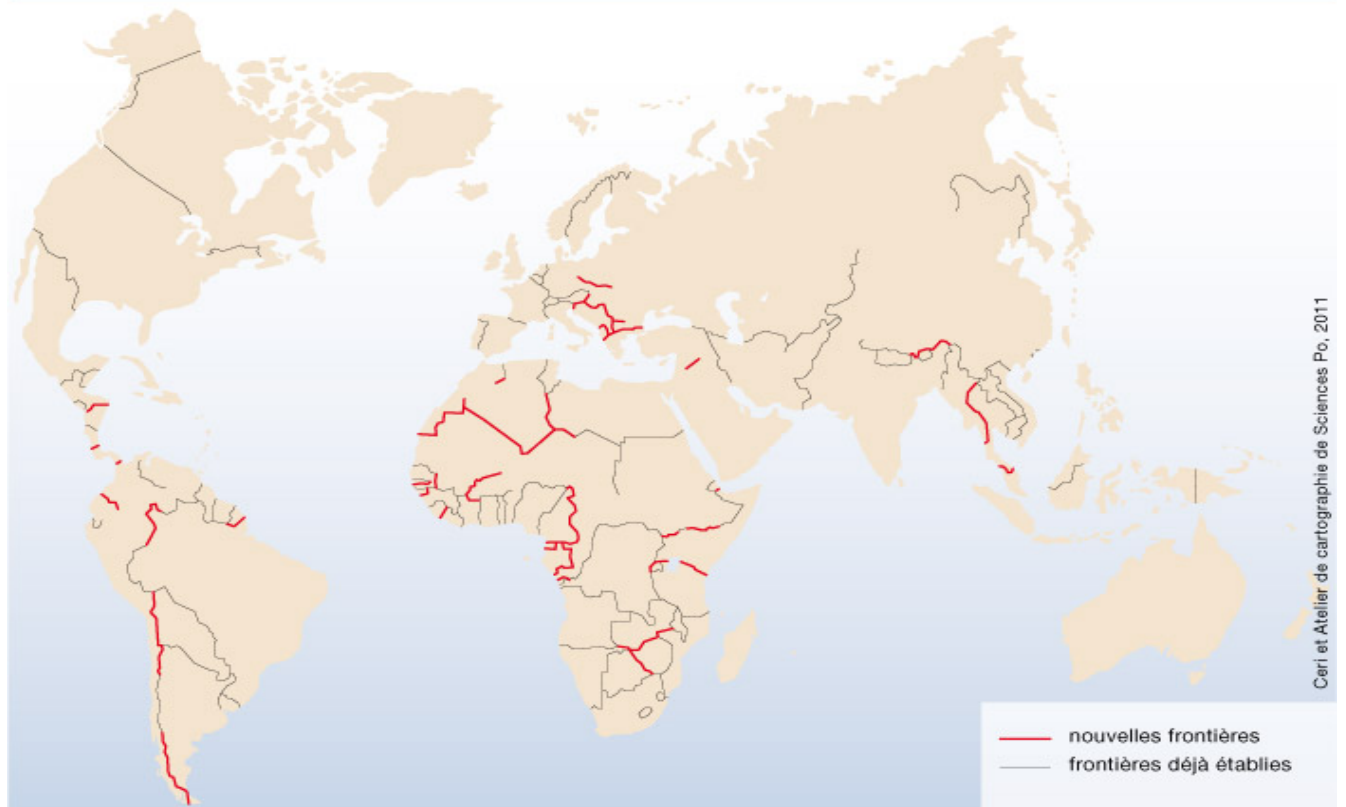 Ceri et Atelier de cartographie de Sciences Po, 2011
nouvelles frontières
frontières déjà établies